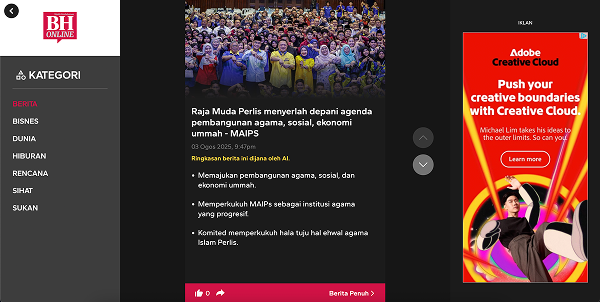 BH
ONLINE
KATEGORI
BERITA
BISNES
DUNIA
HIBURAN
RENCANA
SIHAT
SUKAN
Raja Muda Perlis menyerlah depani agenda
pembangunan agama, sosial, ekonomi
ummah - MAIPS
03 Ogos 2025, 9:47pm
Ringkasan berita ini dijana oleh AI.
• Memajukan pembangunan agama, sosial, dan
ekonomi ummah.
• Memperkukuh MAIPs sebagai institusi agama
yang progresif.
• Komited memperkukuh hala tuju hal ehwal agama
Islam Perlis.
0
Berita Penuh >
IKLAN
Adobe
Creative Cloud
Push your
creative boundaries
with Creative Cloud.
Michael Lim takes his ideas to
the outer limits. So can you.
Learn more